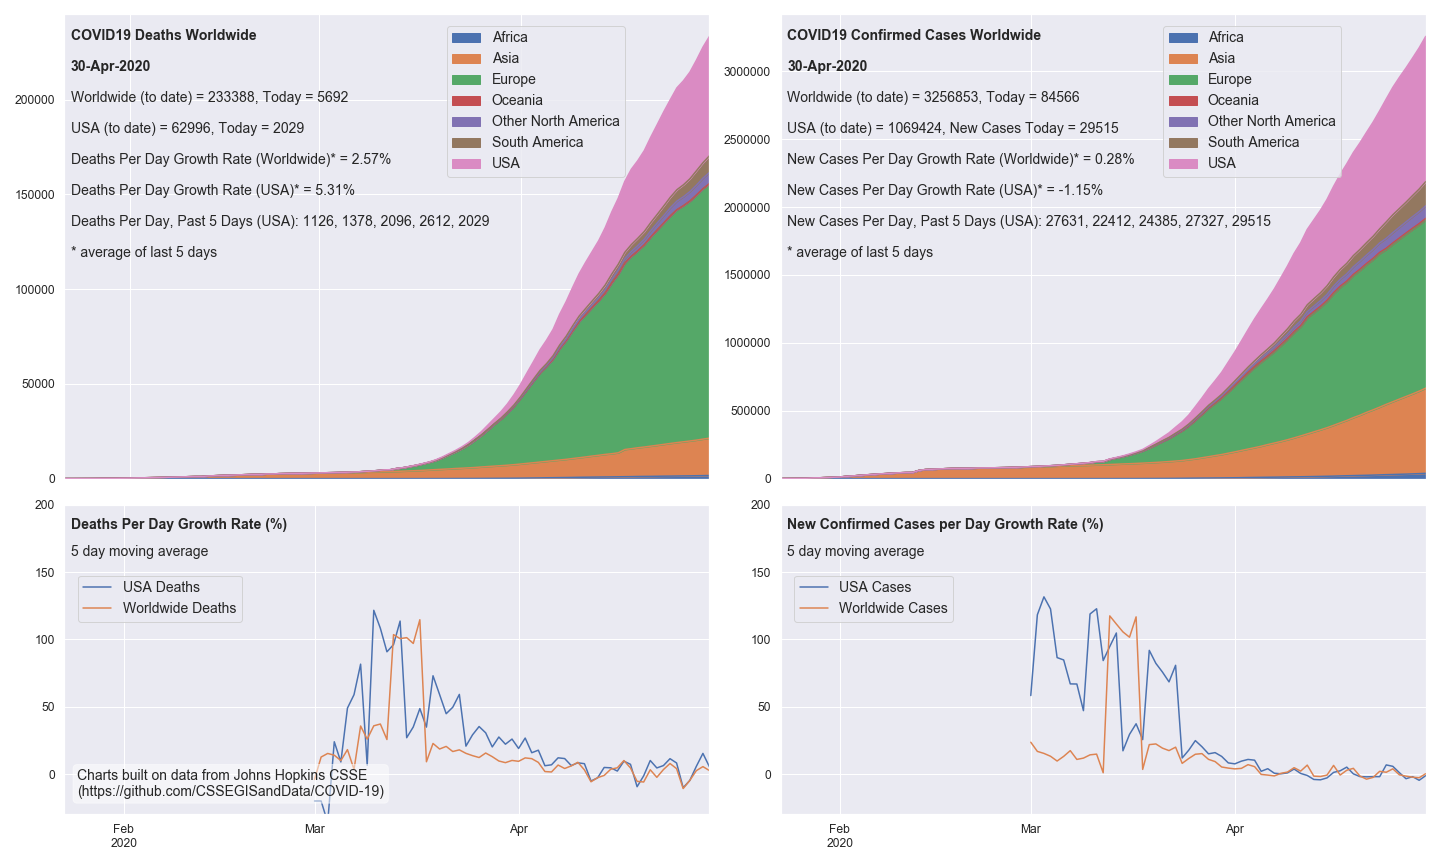 COVID19 Deaths Worldwide
30-Apr-2020
Worldwide (to date) = 233388, Today = 5692
USA (to date) = 62996, Today = 2029
Deaths Per Day Growth Rate (Worldwide)* = 2.57%
Deaths Per Day Growth Rate (USA)* = 5.31%
Deaths Per Day, Past 5 Days (USA): 1126, 1378, 2096, 2612, 2029
* average of last 5 days
Africa
Asia
Europe
Oceania
Other North America
South America
USA
200000
150000
100000
50000
0
COVID19 Confirmed Cases Worldwide
30-Apr-2020
Worldwide (to date) = 3256853, Today = 84566
USA (to date) = 1069424, New Cases Today = 29515
New Cases Per Day Growth Rate (Worldwide)* = 0.28%
New Cases Per Day Growth Rate (USA)* = -1.15%
New Cases Per Day, Past 5 Days (USA): 27631, 22412, 24385, 27327, 29515
* average of last 5 days
Africa
Asia
Europe
Oceania
Other North America
South America
USA
3000000
2500000
2000000
1500000
1000000
500000
0
Deaths Per Day Growth Rate (%)
5 day moving average
USA Deaths
Worldwide Deaths
200
150
100
50
0
Charts built on data from Johns Hopkins CSSE
(https://github.com/CSSEGISandData/COVID-19)
Feb
2020
Mar
Apr
New Confirmed Cases per Day Growth Rate (%)
5 day moving average
USA Cases
Worldwide Cases
200
150
100
50
0
Feb
2020
Mar
Apr